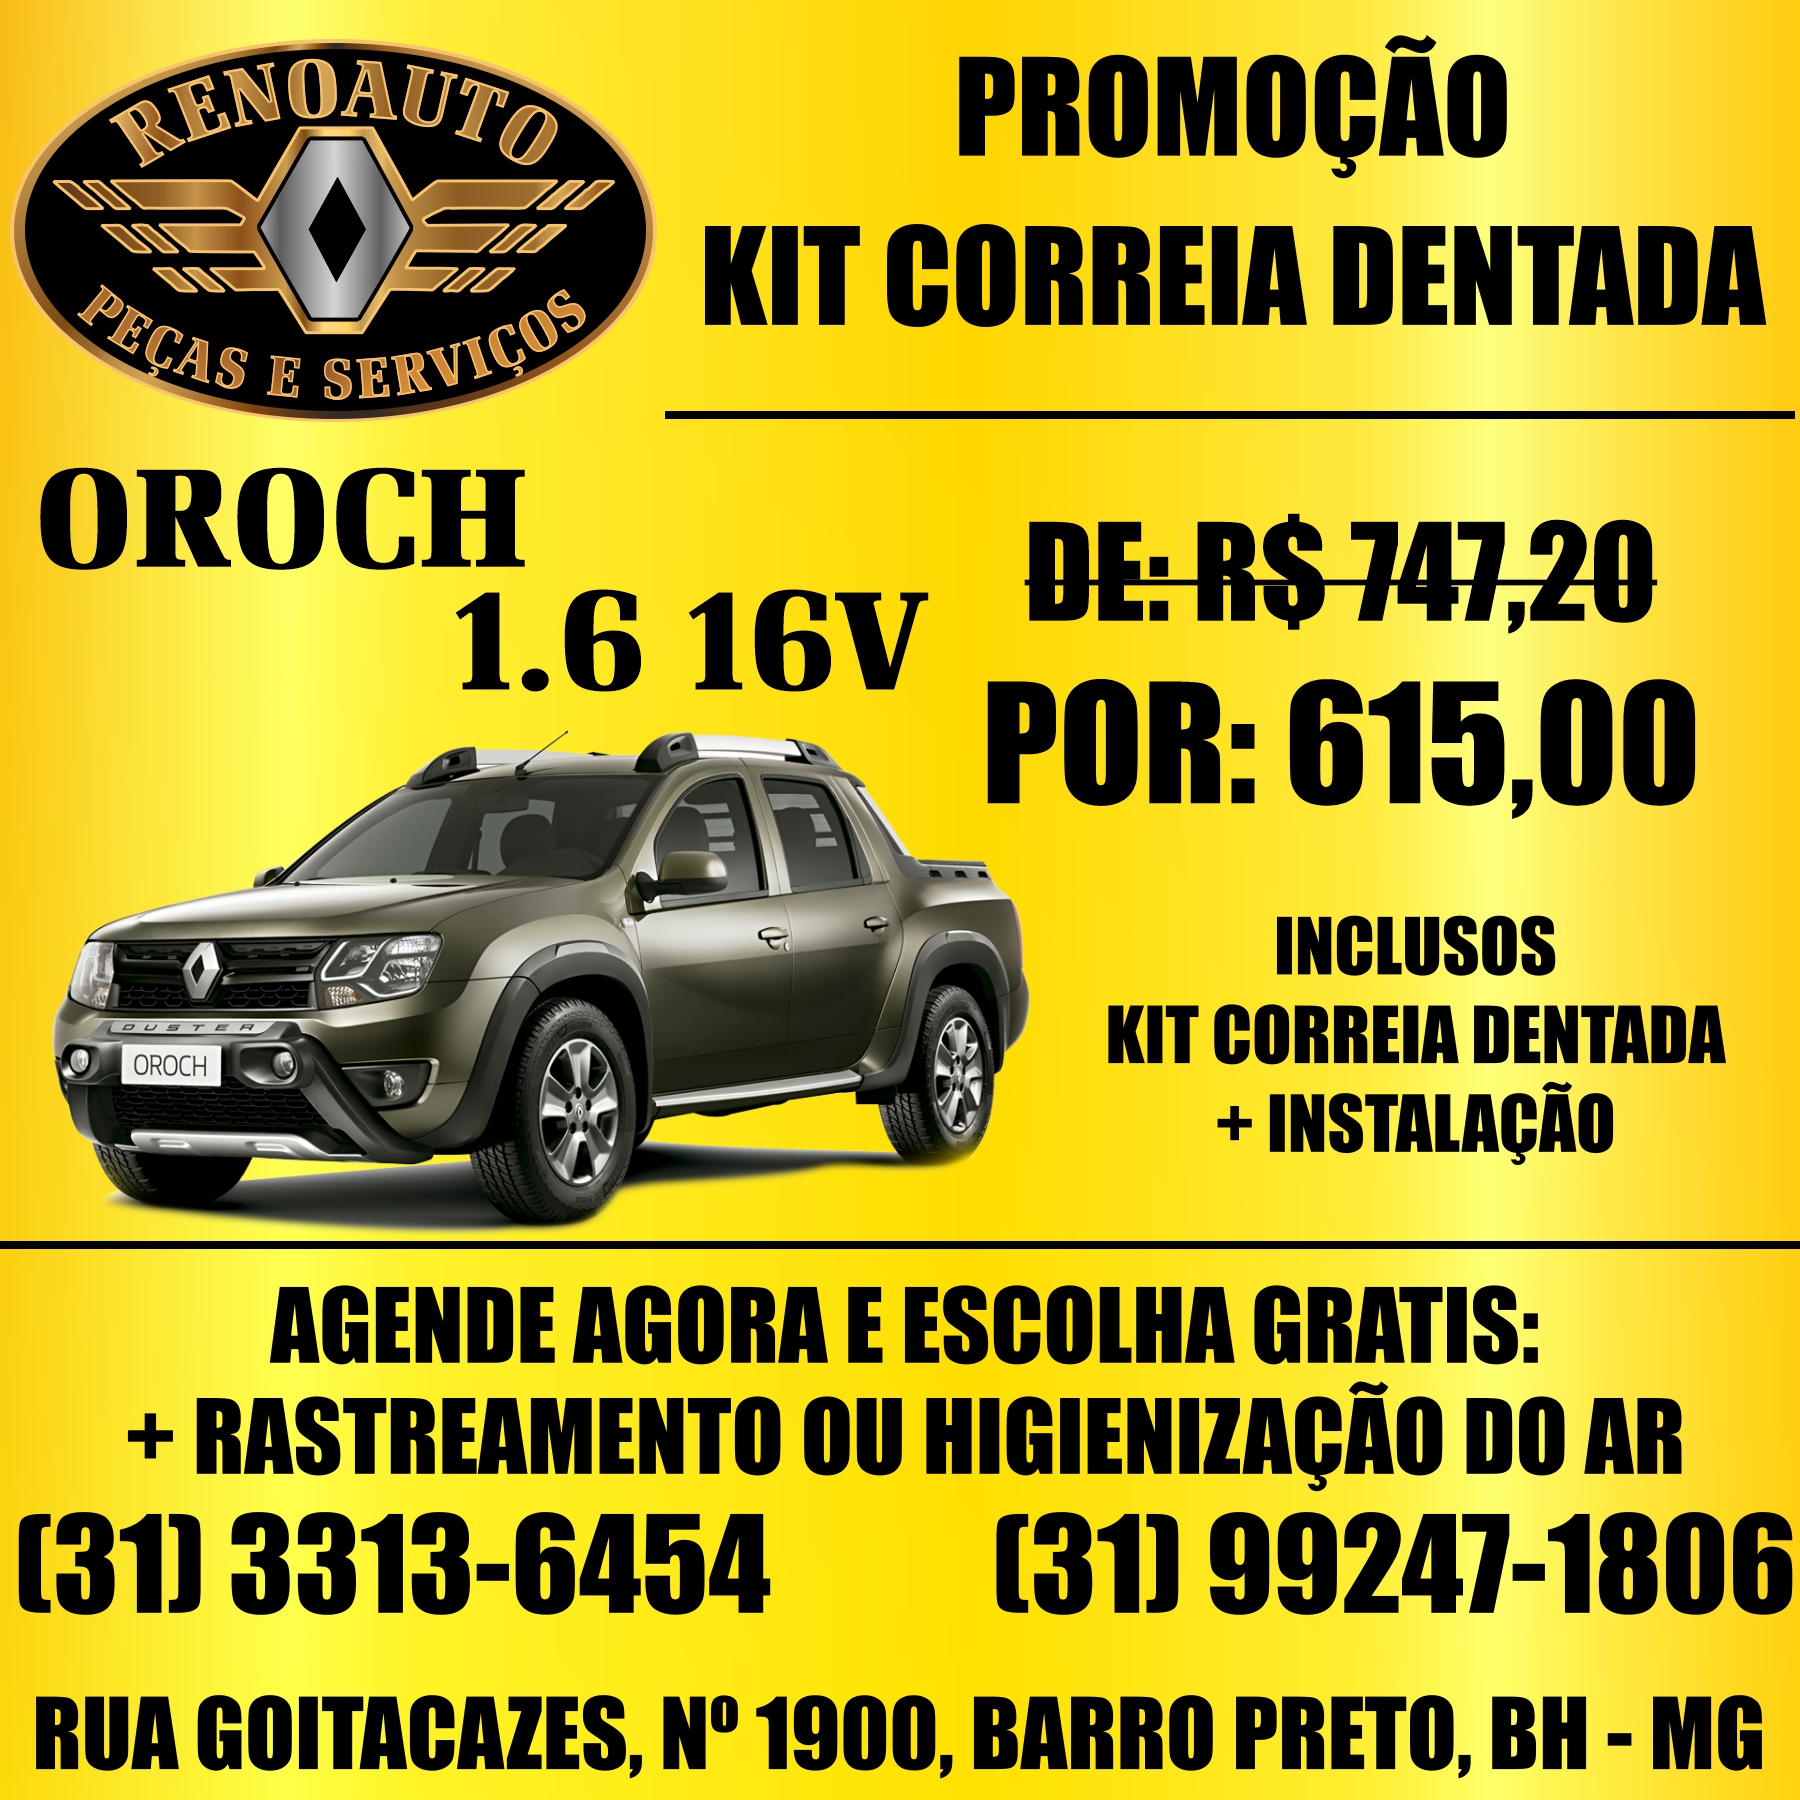 RENOAUTO
PEÇAS E SERVIÇOS
PROMOÇÃO
KIT CORREIA DENTADA
OROCH
1.6 16V
DE: R$ 747,20
POR: 615,00
DUSTER
OROCH
INCLUSOS
KIT CORREIA DENTADA
+ INSTALAÇÃO
AGENDE AGORA E ESCOLHA GRATIS:
+ RASTREAMENTO OU HIGIENIZAÇÃO DO AR
(31) 3313-6454
(31) 99247-1806
RUA GOITACAZES, Nº 1900, BARRO PRETO, BH - MG